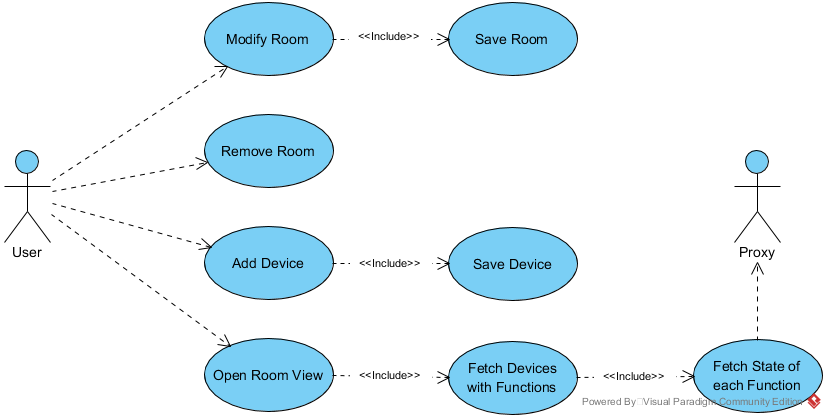 Modify Room
<<Include>>
Save Room
Remove Room
User
Proxy
Add Device
<<Include>>
Save Device
Open Room View
<<Include>>
Fetch Devices
with Functions
<<Include>>
Fetch State of
each Function
Powered By Visual Paradigm Community Edition